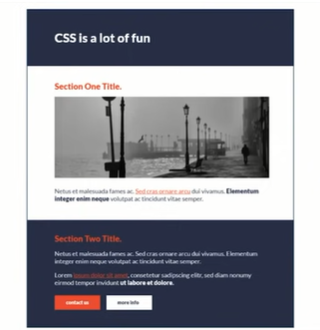 CSS is a lot of fun
Section One Title.
Netus et malesuada fames ac. Sed cras ornare arcu dui vivamus. Elementum
integer enim neque volutpat ac tincidunt vitae semper.
Section Two Title.
Netus et malesuada fames ac. Sed cras ornare arcu dui vivamus. Elementum
integer enim neque volutpat ac tincidunt vitae semper.
Lorem ipsum dolor sit amet, consetetur sadipscing elitr, sed diam nonumy
eirmod tempor invidunt ut labore et dolore.
contact us
more info